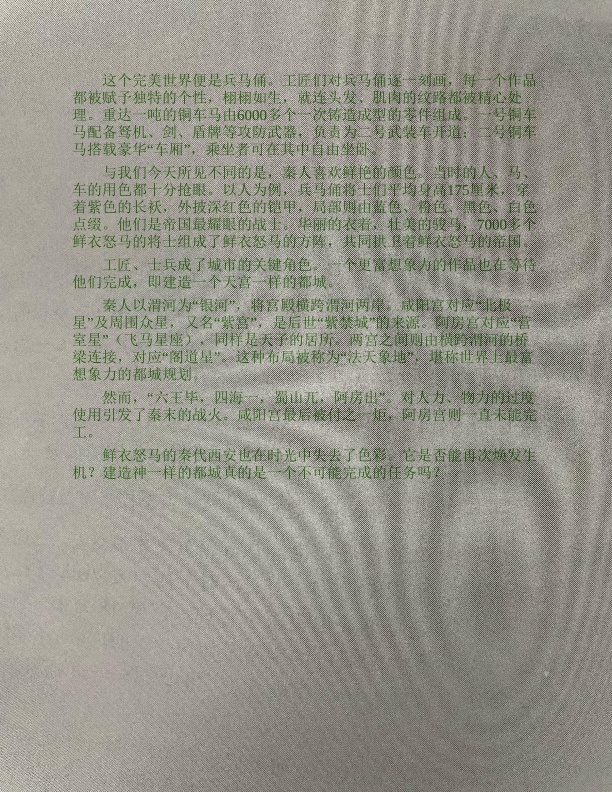 这个完美世界便是兵马俑。工匠们对兵马俑逐一刻画，每一个作品
都被赋予独特的个性，栩栩如生，就连头发、肌肉的纹路都被精心处
理。重达一吨的铜车马由6000多个一次铸造成型的零件组成。一号铜车
马配备弩机、剑、盾牌等攻防武器，负责为二号武装车开道；二号铜车
马搭载豪华“车厢”，乘坐者可在其中自由坐卧。
与我们今天所见不同的是，秦人喜欢鲜艳的颜色。当时的人、马、
车的用色都十分抢眼。以人为例，兵马俑将士们平均身高175厘米，穿
着紫色的长袄，外披深红色的铠甲，局部则由蓝色、粉色、黑色、白色
点缀。他们是帝国最耀眼的战士。华丽的衣着，壮美的骏马，7000多个
鲜衣怒马的将士组成了鲜衣怒马的方阵，共同拱卫着鲜衣怒马的帝国。
工匠、士兵成了城市的关键角色。一个更富想象力的作品也在等待
他们完成，即建造一个天宫一样的都城。
秦人以渭河为“银河”，将宫殿横跨渭河两岸。咸阳宫对应“北极
星”及周围众星，又名“紫宫”，是后世“紫禁城”的来源。阿房宫对应“营
室星”（飞马星座），同样是天子的居所。两宫之间则由横跨渭河的桥
梁连接，对应“阁道星”。这种布局被称为“法天象地”，堪称世界上最富
想象力的都城规划。
然而，“六王毕，四海一，蜀山兀，阿房出”。对人力、物力的过度
使用引发了秦末的战火。咸阳宫最后被付之一炬，阿房宫则一直未能完
工。
鲜衣怒马的秦代西安也在时光中失去了色彩。它是否能再次焕发生
机？建造神一样的都城真的是一个不可能完成的任务吗？